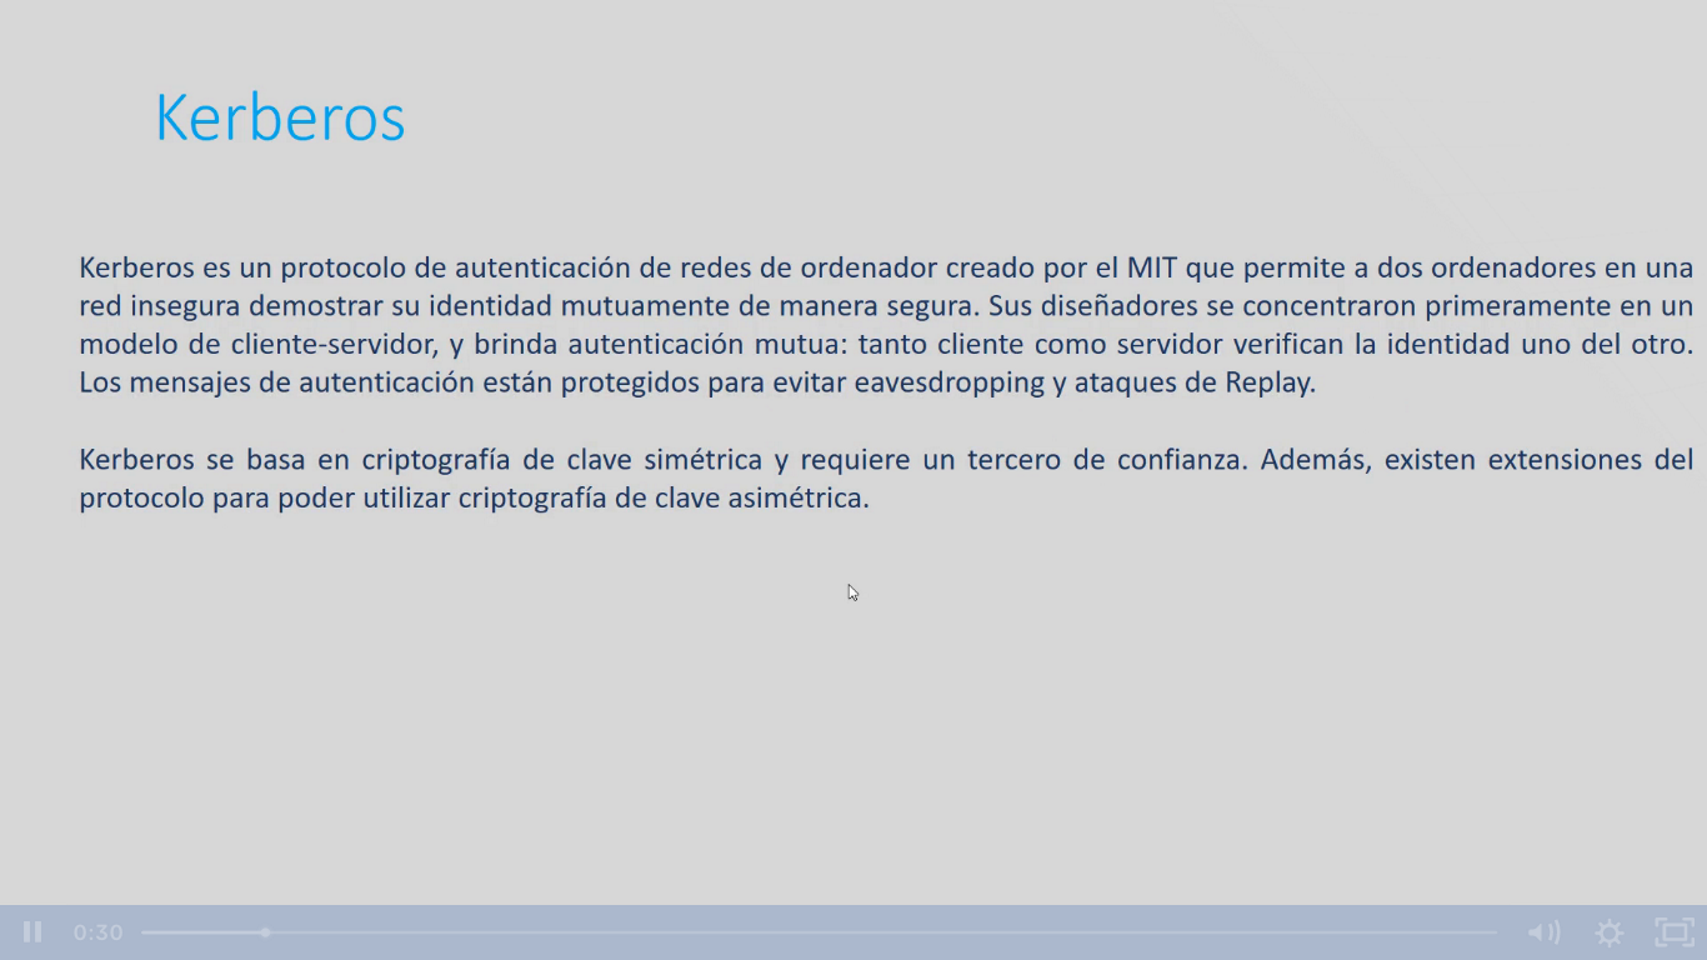 Kerberos
Kerberos es un protocolo de autenticación de redes de ordenador creado por el MIT que permite a dos ordenadores en una
red insegura demostrar su identidad mutuamente de manera segura. Sus diseñadores se concentraron primeramente en un
modelo de cliente-servidor, y brinda autenticación mutua: tanto cliente como servidor verifican la identidad uno del otro.
Los mensajes de autenticación están protegidos para evitar eavesdropping y ataques de Replay.
Kerberos se basa en criptografía de clave simétrica y requiere un tercero de confianza. Además, existen extensiones del
protocolo para poder utilizar criptografía de clave asimétrica.
0:30